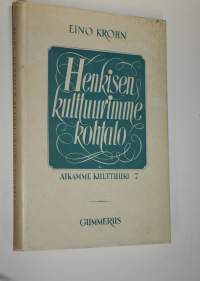 EINO KROHN
Henkisen
kulttuurimme
kohtalo
AIKAMME KULTTUURI 7
GUMMERUS